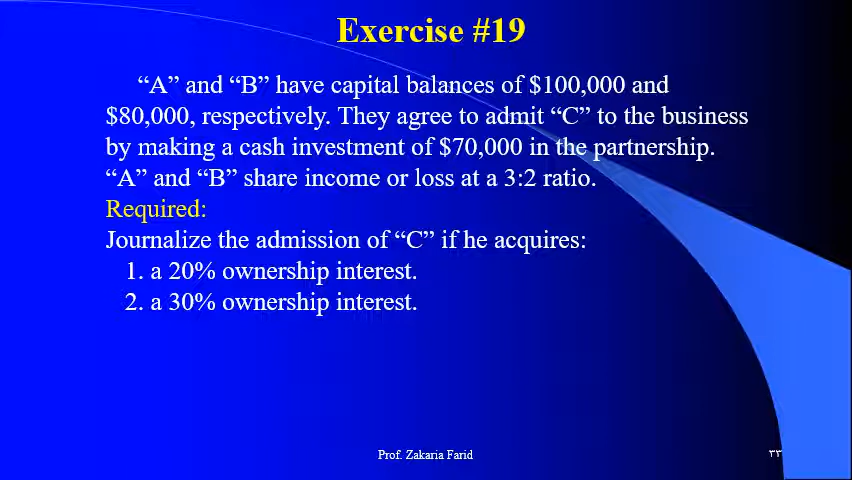 Exercise #19
“A” and “B” have capital balances of $100,000 and
$80,000, respectively. They agree to admit “C” to the business
by making a cash investment of $70,000 in the partnership.
“A” and “B” share income or loss at a 3:2 ratio.
Required:
Journalize the admission of “C” if he acquires:
1. a 20% ownership interest.
2. a 30% ownership interest.
Prof. Zakaria Farid
٣٣